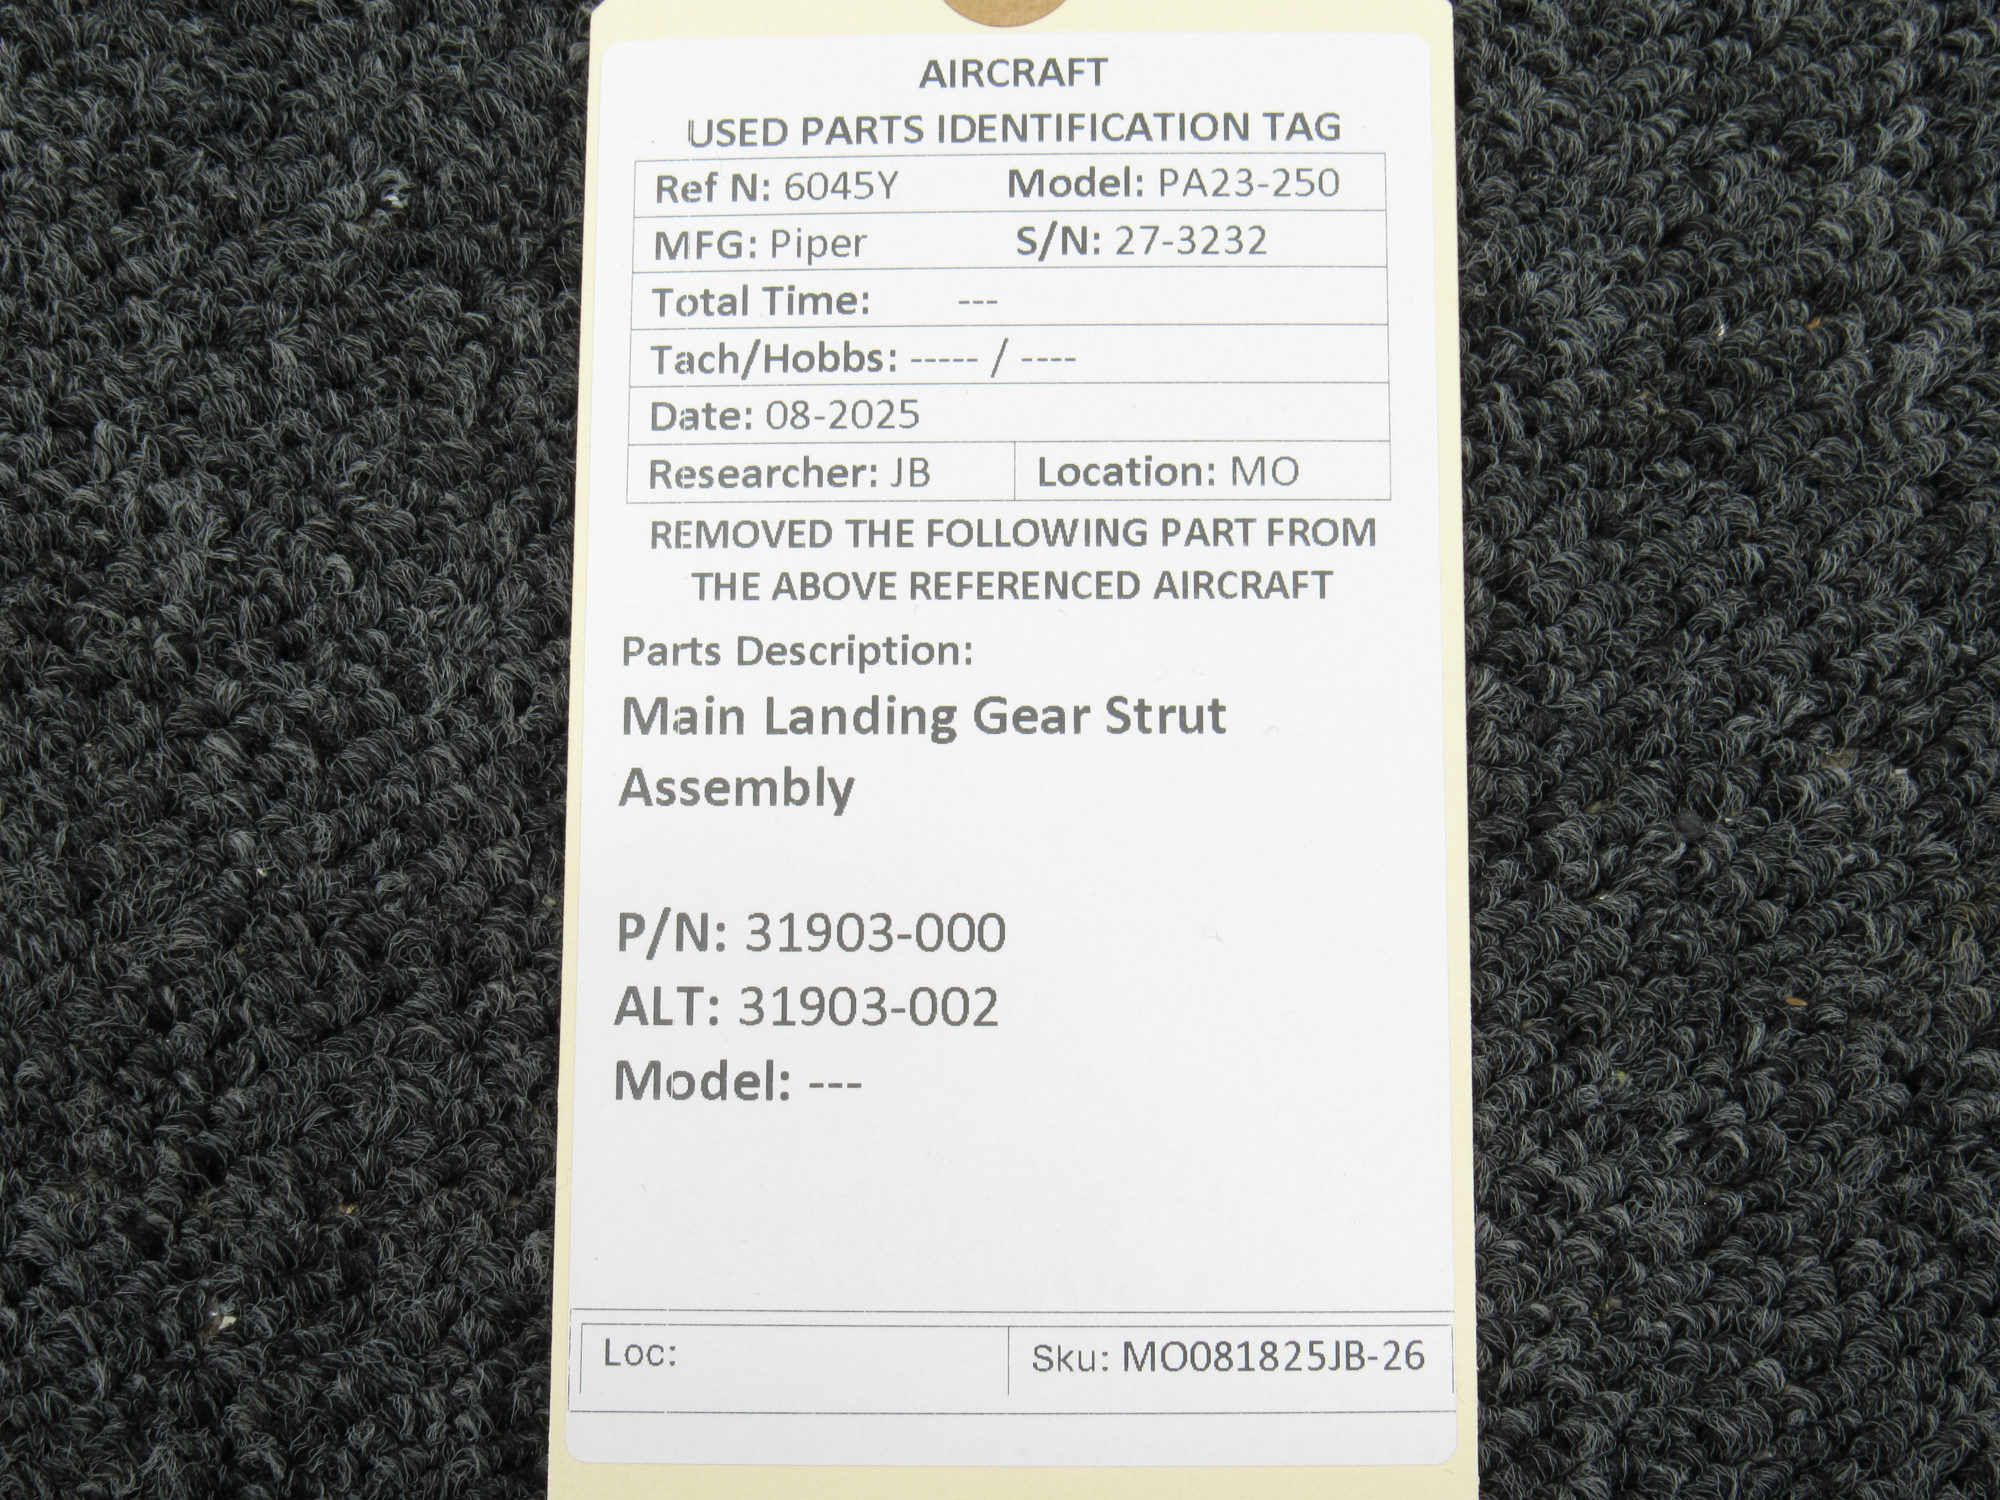 AIRCRAFT
USED PARTS IDENTIFICATION TAG
Ref N: 6045Y Model: PA23-250
MFG: Piper S/N: 27-3232
Total Time: ---
Tach/Hobbs: ----- / ----
Date: 08-2025
Researcher: JB Location: MO
REMOVED THE FOLLOWING PART FROM
THE ABOVE REFERENCED AIRCRAFT
Parts Description:
Main Landing Gear Strut
Assembly
P/N: 31903-000
ALT: 31903-002
Model: ---
Loc: Sku: MO081825JB-26